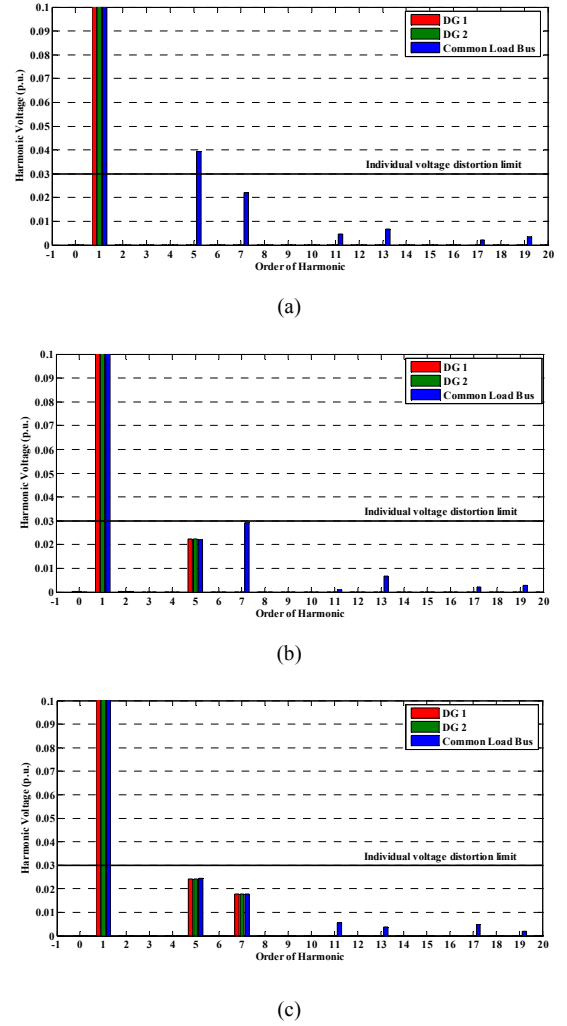 0.1
0.09
0.08
0.07
0.06
0.05
0.04
0.03
0.02
0.01
0
Harmonic Voltage (p.u.)
DG 1
DG 2
Common Load Bus
Individual voltage distortion limit
-1 0 1 2 3 4 5 6 7 8 9 10 11 12 13 14 15 16 17 18 19 20
Order of Harmonic
(a)
0.1
0.09
0.08
0.07
0.06
0.05
0.04
0.03
0.02
0.01
0
Harmonic Voltage (p.u.)
DG 1
DG 2
Common Load Bus
Individual voltage distortion limit
-1 0 1 2 3 4 5 6 7 8 9 10 11 12 13 14 15 16 17 18 19 20
Order of Harmonic
(b)
0.1
0.09
0.08
0.07
0.06
0.05
0.04
0.03
0.02
0.01
0
Harmonic Voltage (p.u.)
DG 1
DG 2
Common Load Bus
Individual voltage distortion limit
-1 0 1 2 3 4 5 6 7 8 9 10 11 12 13 14 15 16 17 18 19 20
Order of Harmonic
(c)